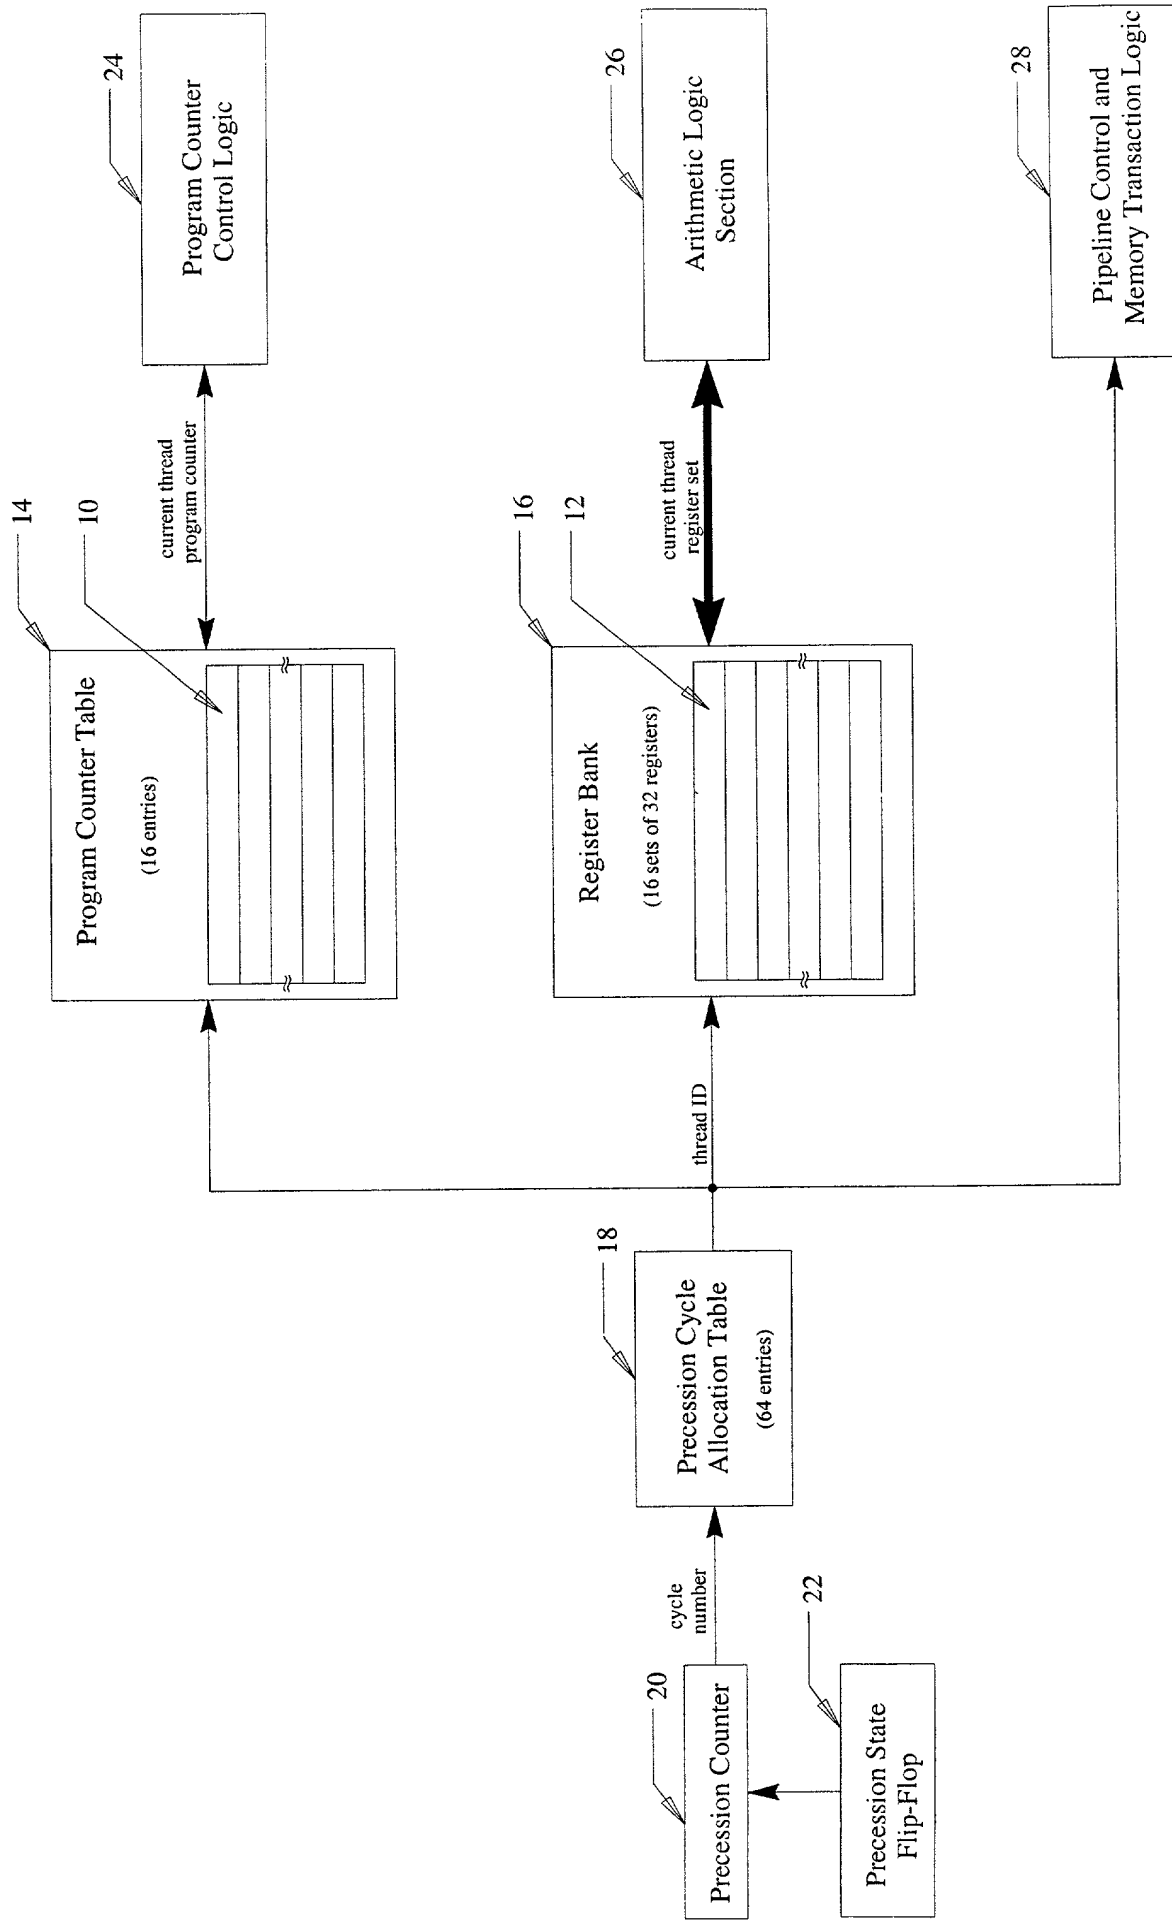 14
Program Counter Table
(16 entries)
10
current thread
program counter
24
Program Counter
Control Logic
16
Register Bank
(16 sets of 32 registers)
12
current thread
register set
26
Arithmetic Logic
Section
thread ID
18
Precession Cycle
Allocation Table
(64 entries)
cycle
number
20
Precession Counter
22
Precession State
Flip-Flop
28
Pipeline Control and
Memory Transaction Logic